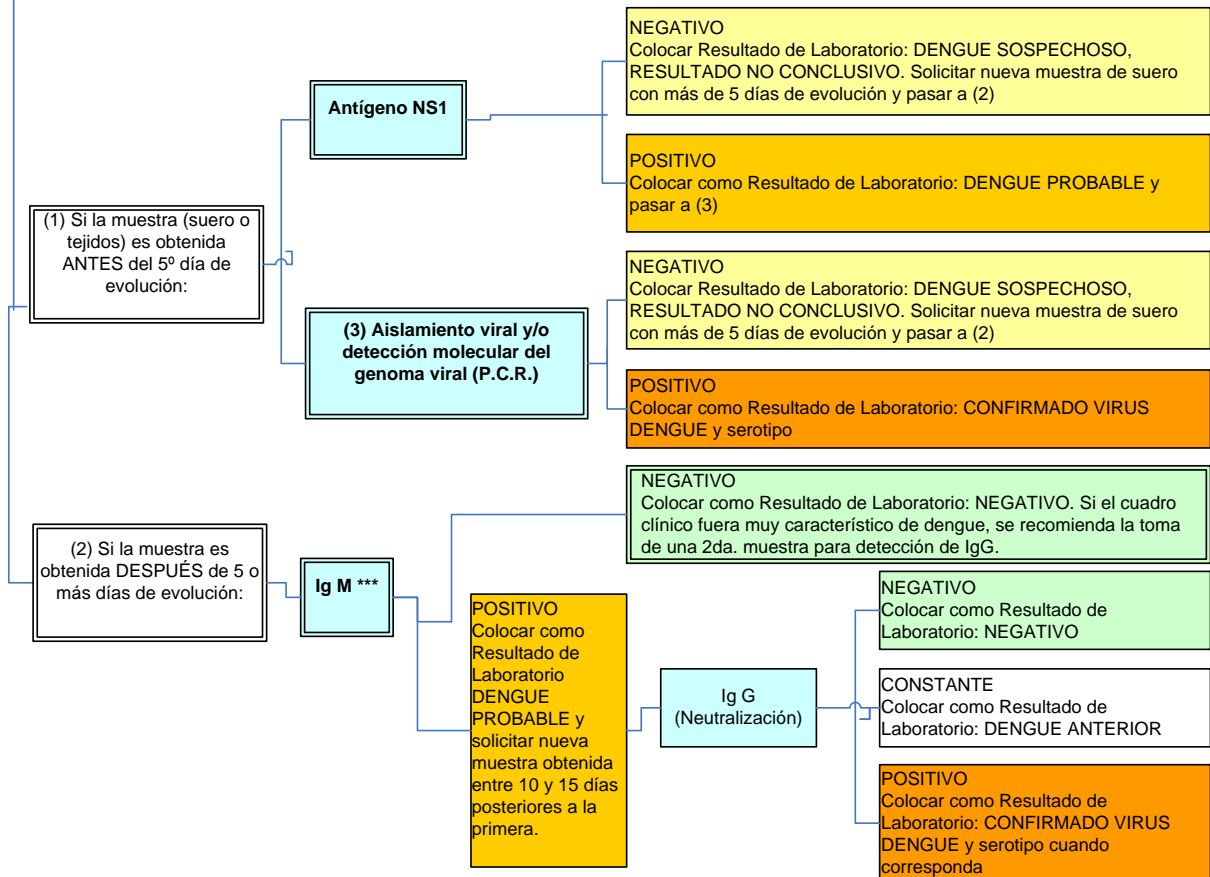 (1) Si la muestra (suero o
tejidos) es obtenida
ANTES del 5º día de
evolución:
Antígeno NS1
NEGATIVO
Colocar Resultado de Laboratorio: DENGUE SOSPECHOSO,
RESULTADO NO CONCLUSIVO. Solicitar nueva muestra de suero
con más de 5 días de evolución y pasar a (2)
POSITIVO
Colocar como Resultado de Laboratorio: DENGUE PROBABLE y
pasar a (3)
(3) Aislamiento viral y/o
detección molecular del
genoma viral (P.C.R.)
NEGATIVO
Colocar Resultado de Laboratorio: DENGUE SOSPECHOSO,
RESULTADO NO CONCLUSIVO. Solicitar nueva muestra de suero
con más de 5 días de evolución y pasar a (2)
POSITIVO
Colocar como Resultado de Laboratorio: CONFIRMADO VIRUS
DENGUE y serotipo
(2) Si la muestra es
obtenida DESPUÉS de 5 o
más días de evolución:
Ig M ***
NEGATIVO
Colocar como Resultado de Laboratorio: NEGATIVO. Si el cuadro
clínico fuera muy característico de dengue, se recomienda la toma
de una 2da. muestra para detección de IgG.
POSITIVO
Colocar como
Resultado de
Laboratorio
DENGUE
PROBABLE y
solicitar nueva
muestra obtenida
entre 10 y 15 días
posteriores a la
primera.
Ig G
(Neutralización)
NEGATIVO
Colocar como Resultado de
Laboratorio: NEGATIVO
CONSTANTE
Colocar como Resultado de
Laboratorio: DENGUE ANTERIOR
POSITIVO
Colocar como Resultado de
Laboratorio: CONFIRMADO VIRUS
DENGUE y serotipo cuando
corresponda